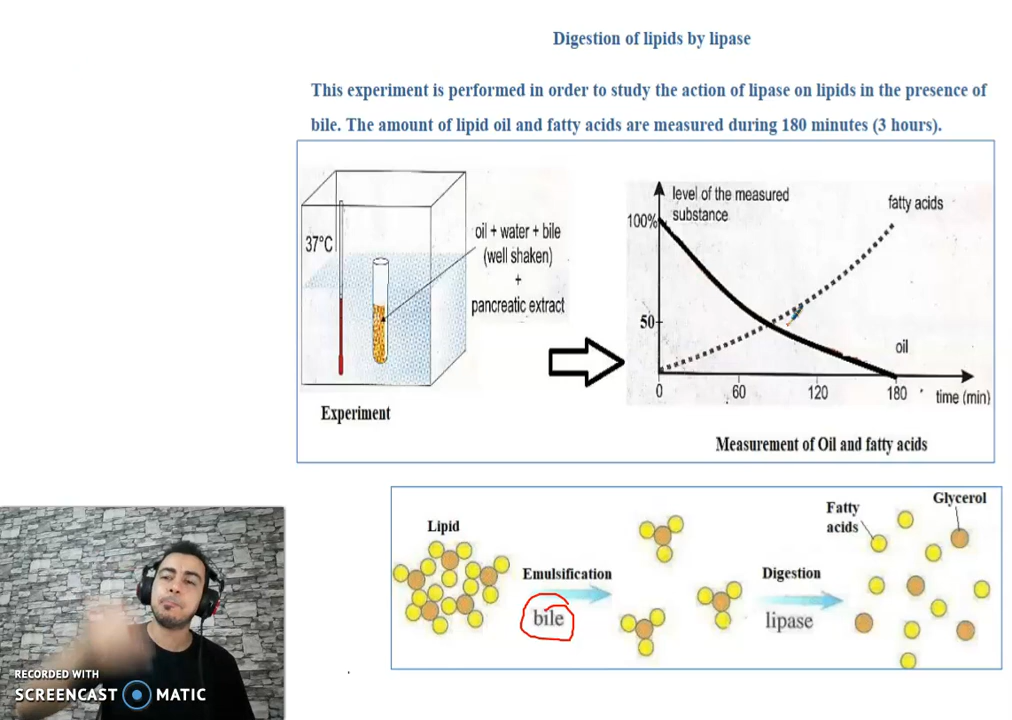 Digestion of lipids by lipase
This experiment is performed in order to study the action of lipase on lipids in the presence of
bile. The amount of lipid oil and fatty acids are measured during 180 minutes (3 hours).
37°C
oil + water + bile
(well shaken)
+
pancreatic extract
Experiment
level of the measured
substance
100%
50
fatty acids
oil
0
60
120
180
time (min)
Measurement of Oil and fatty acids
Lipid
Emulsification
bile
Digestion
lipase
Fatty
acids
Glycerol
RECORDED WITH
SCREENCAST MATIC